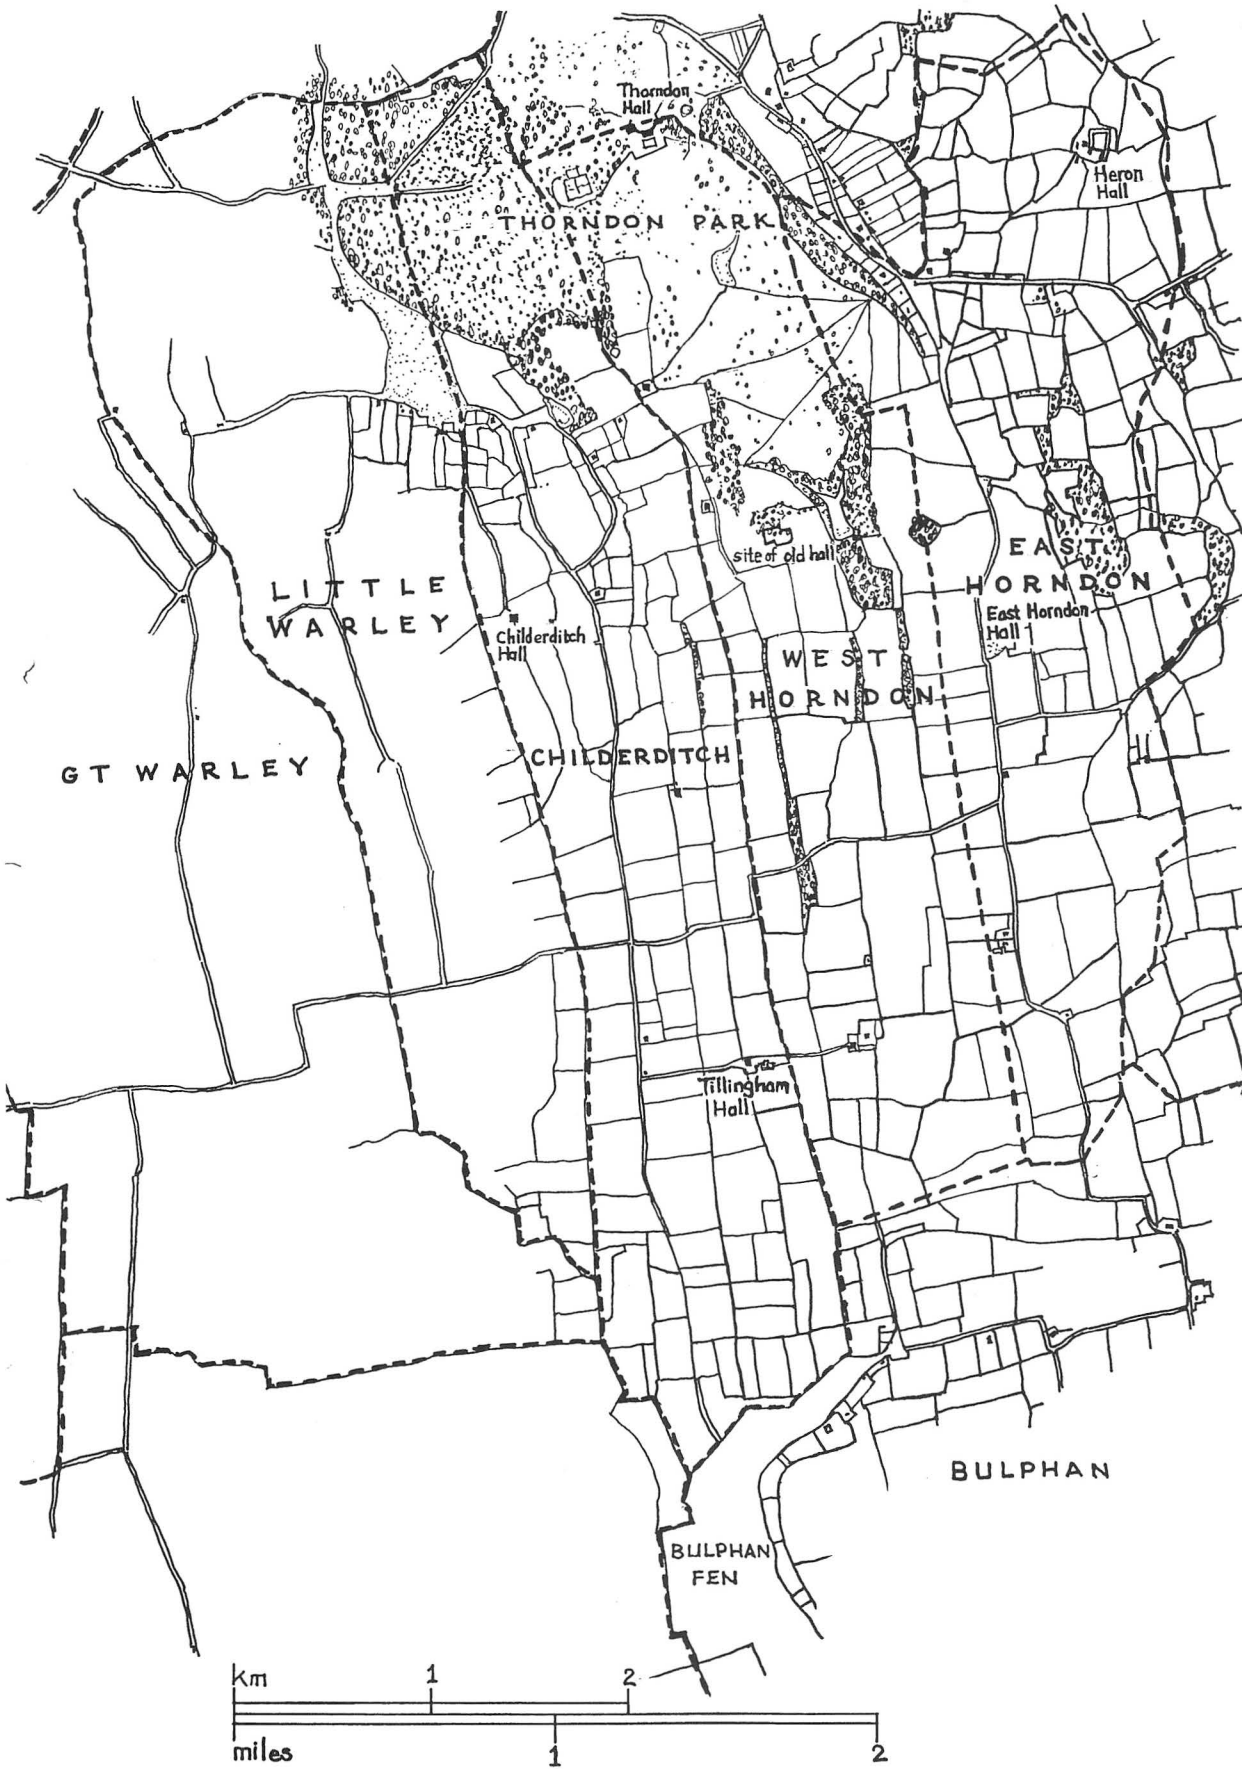 Thorndon
Hall
Heron
Hall
THORNDON PARK
site of old hall
EAST
HORNDON
East Horndon
Hall
LITTLE
WARLEY
Childerditch
Hall
WEST
HORNDON
GT WARLEY
CHILDERDITCH
Tillingham
Hall
BULPHAN
BULPHAN
FEN
km 1 2
miles 1 2